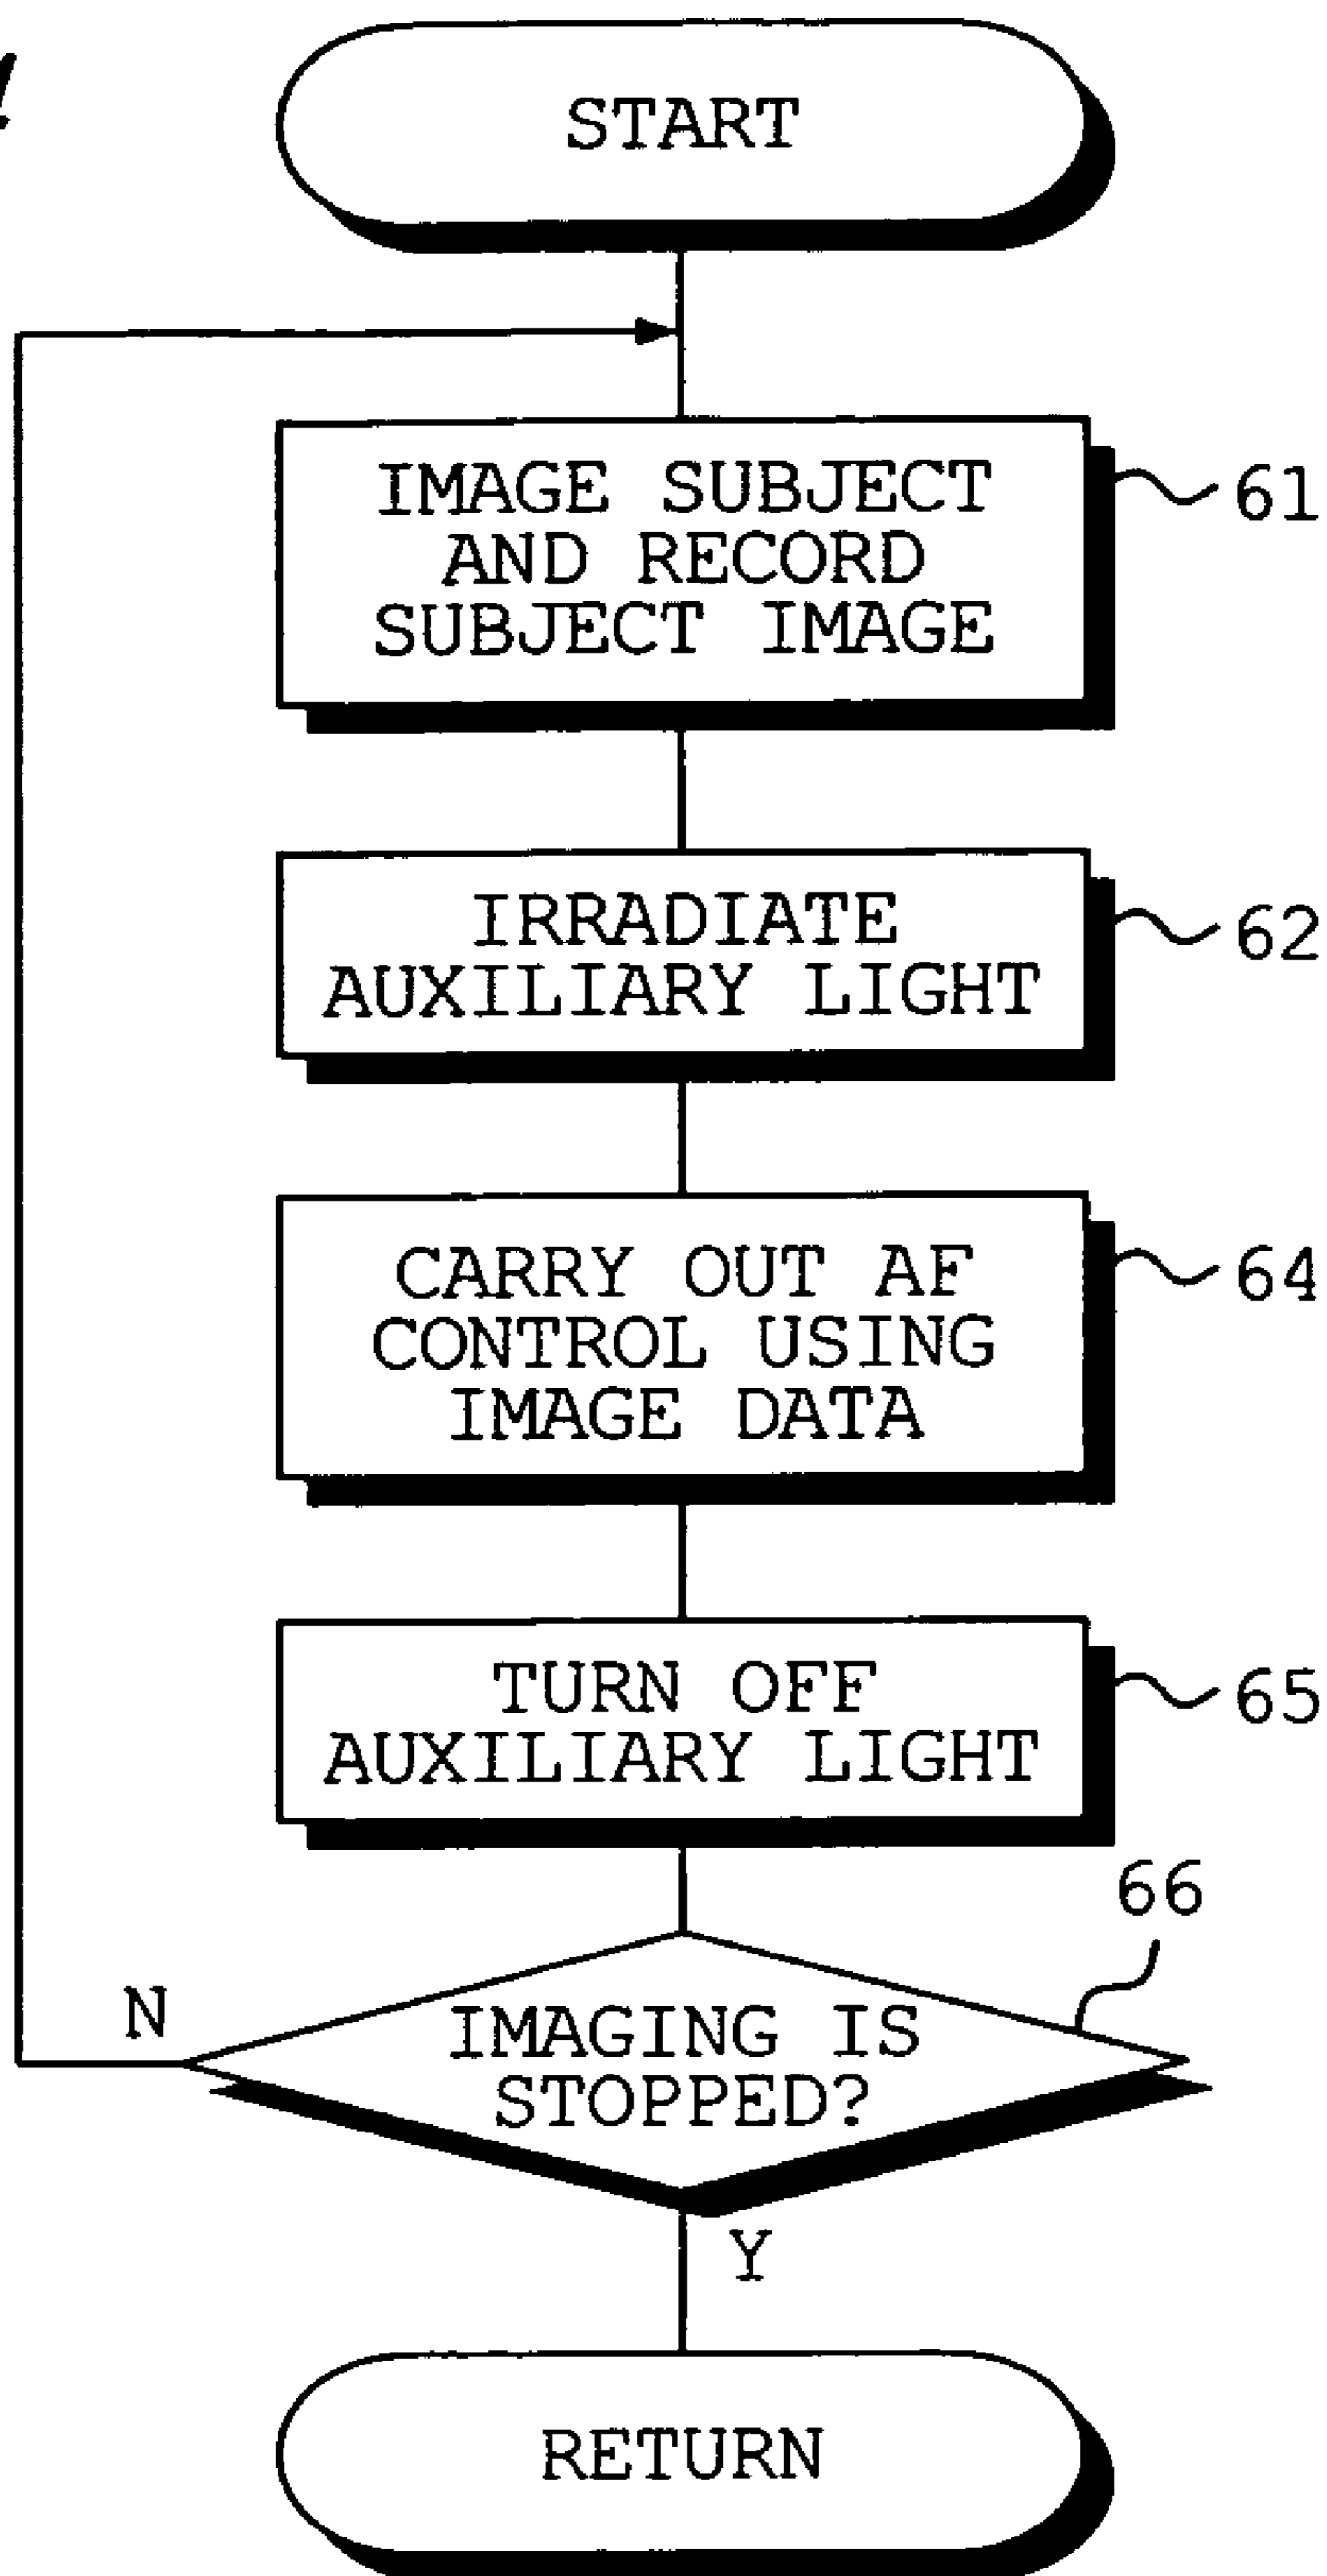 START
IMAGE SUBJECT
AND RECORD
SUBJECT IMAGE
61
IRRADIATE
AUXILIARY LIGHT
62
CARRY OUT AF
CONTROL USING
IMAGE DATA
64
TURN OFF
AUXILIARY LIGHT
65
66
N
IMAGING IS
STOPPED?
Y
RETURN